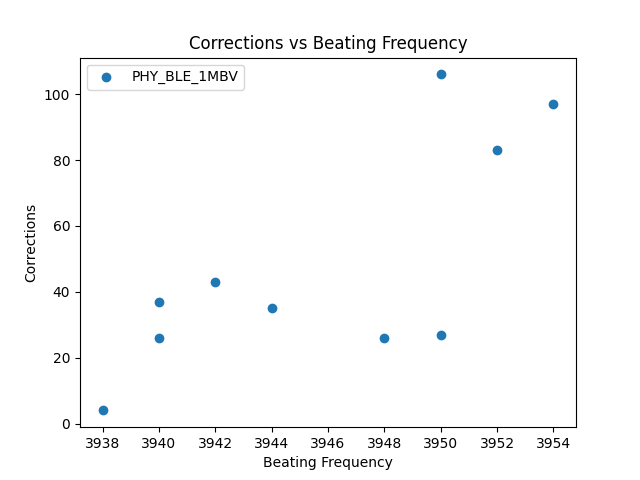 Corrections vs Beating Frequency
PHY_BLE_1MBV
100
80
60
40
20
0
Corrections
3938 3940 3942 3944 3946 3948 3950 3952 3954
Beating Frequency